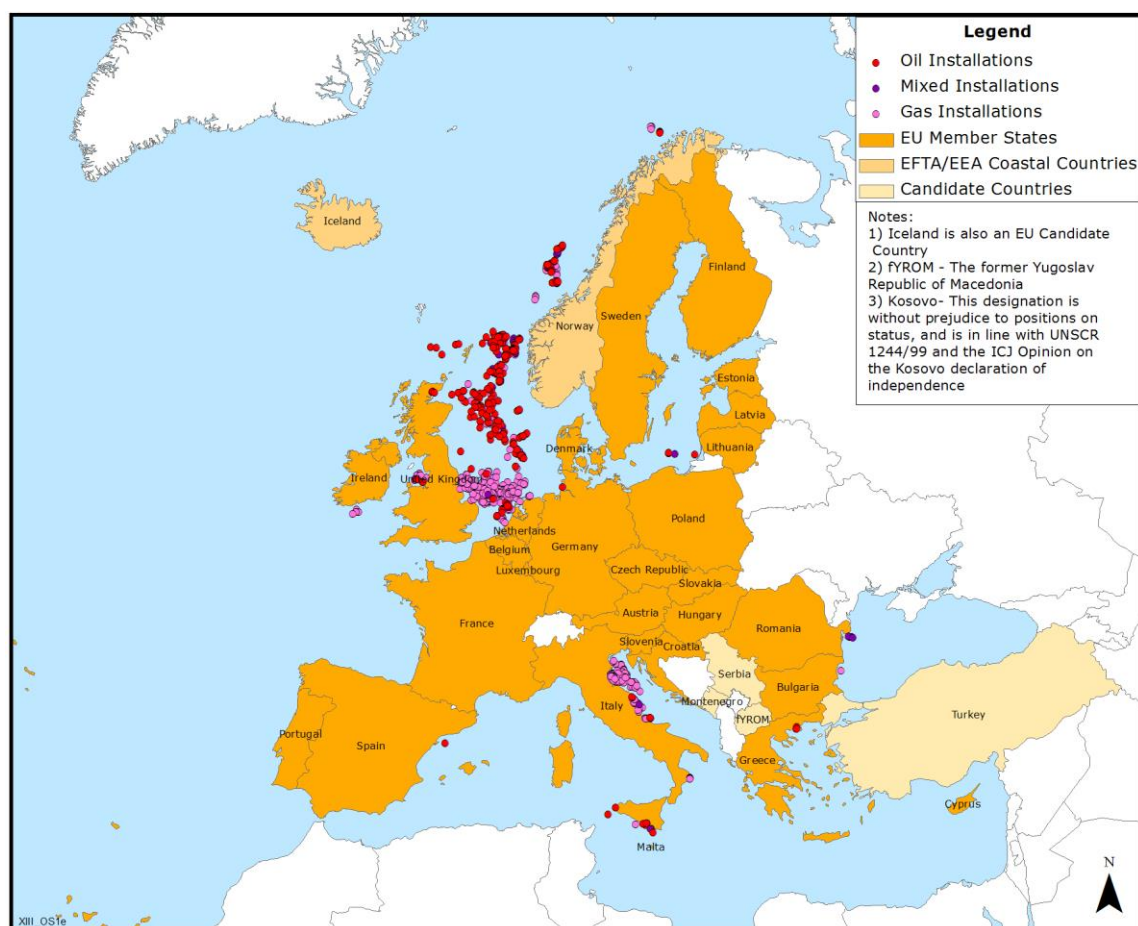 Legend
Oil Installations
Mixed Installations
Gas Installations
EU Member States
EFTA/EEA Coastal Countries
Candidate Countries
Notes:
1) Iceland is also an EU Candidate
Country
2) fYROM - The former Yugoslav
Republic of Macedonia
3) Kosovo- This designation is
without prejudice to positions on
status, and is in line with UNSCR
1244/99 and the ICJ Opinion on
the Kosovo declaration of
independence
Iceland
Finland
Norway
Sweden
Estonia
Latvia
Denmark
Lithuania
Ireland
United Kingdom
Poland
Netherlands
Belgium
Germany
Luxembourg
Czech Republic
Slovakia
Austria
Hungary
France
Romania
Slovenia
Croatia
Serbia
Bulgaria
Montenegro
Italy
fYROM
Turkey
Portugal
Spain
Greece
Cyprus
Malta
N
XIII_OS1e